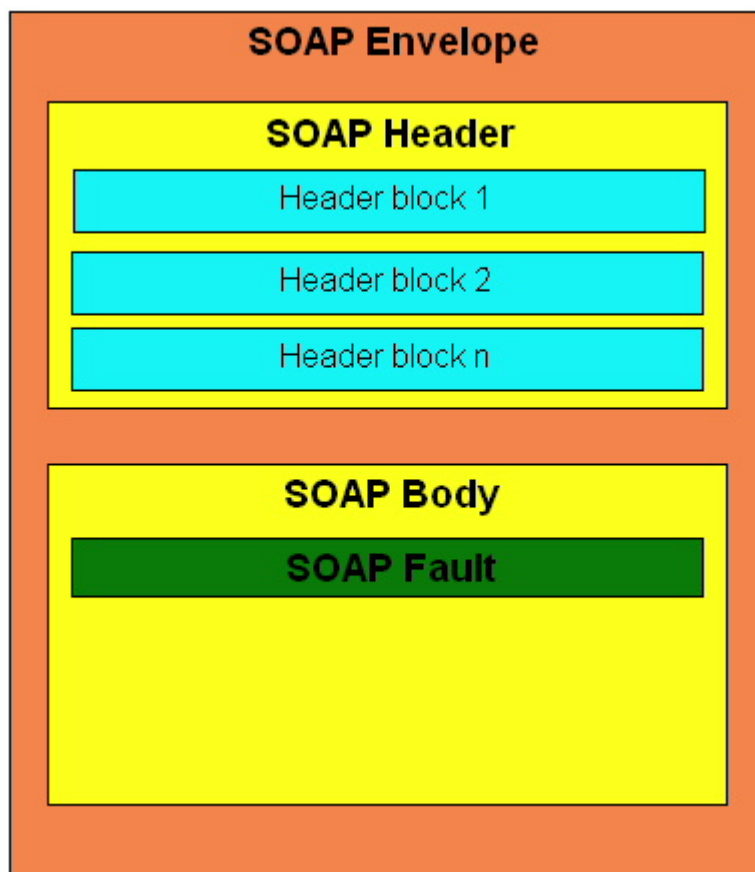 SOAP Envelope
SOAP Header
Header block 1
Header block 2
Header block n
SOAP Body
SOAP Fault